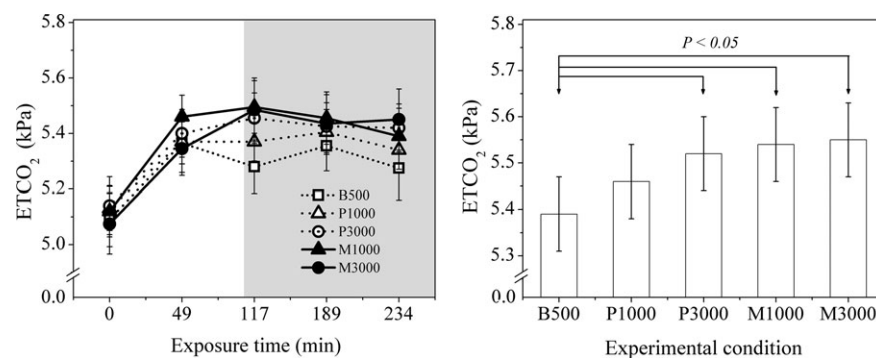 5.8
5.6
5.4
5.2
5.0
0.0
ETCO2 (kPa)
B500
P1000
P3000
M1000
M3000
0 49 117 189 234
Exposure time (min)
5.8
5.7
5.6
5.5
5.4
5.3
0.0
ETCO2 (kPa)
P < 0.05
B500 P1000 P3000 M1000 M3000
Experimental condition